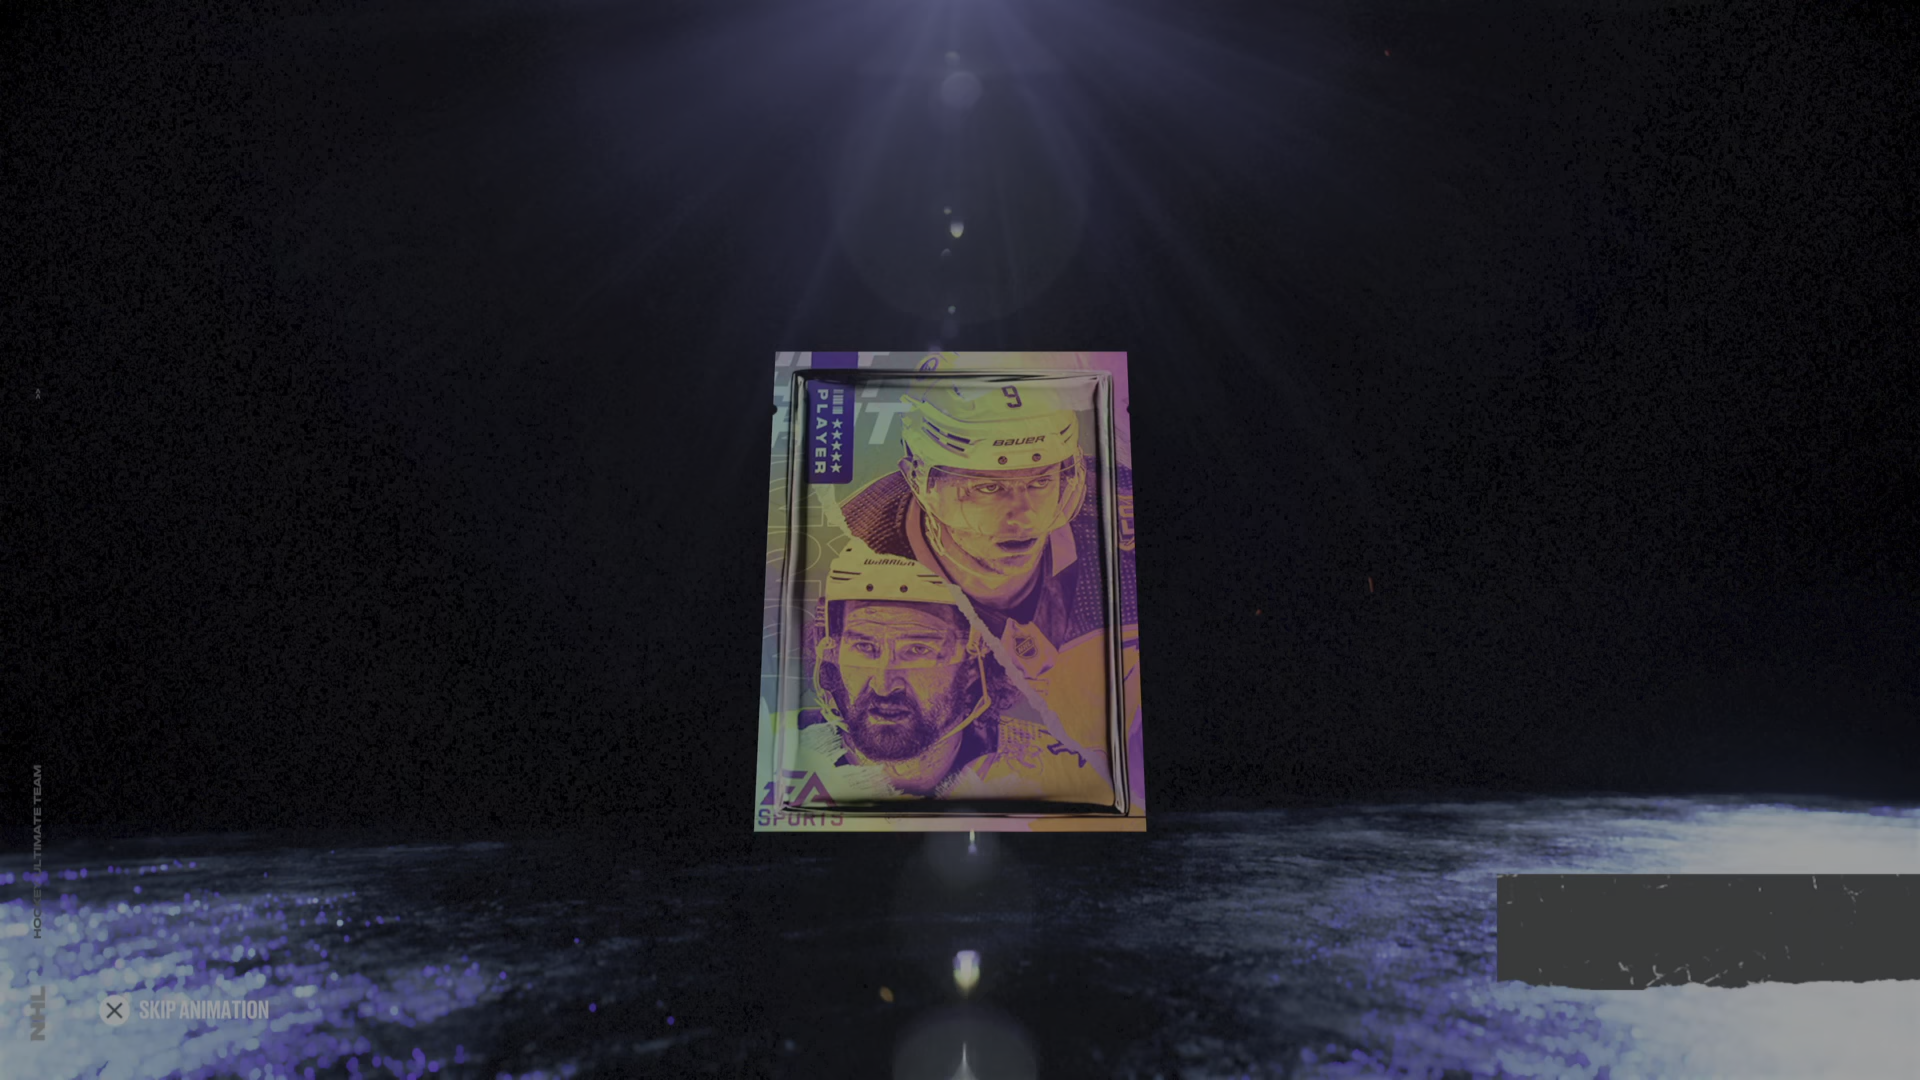 PLAYER
9
BAUER
WARRIOR
EA
SPORTS
HOCKEY ULTIMATE TEAM
NHL
SKIP ANIMATION